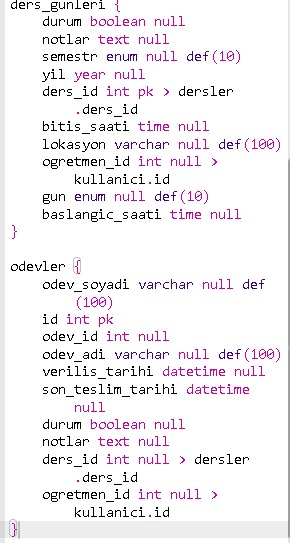 ders_gunleri {
durum boolean null
notlar text null
semestr enum null def(10)
yil year null
ders_id int pk > dersler
.ders_id
bitis_saati time null
lokasyon varchar null def(100)
ogretmen_id int null >
kullanici.id
gun enum null def(10)
baslangic_saati time null
}
odevler {
odev_soyadi varchar null def
(100)
id int pk
odev_id int null
odev_adi varchar null def(100)
verilis_tarihi datetime null
son_teslim_tarihi datetime
null
durum boolean null
notlar text null
ders_id int null > dersler
.ders_id
ogretmen_id int null >
kullanici.id
}